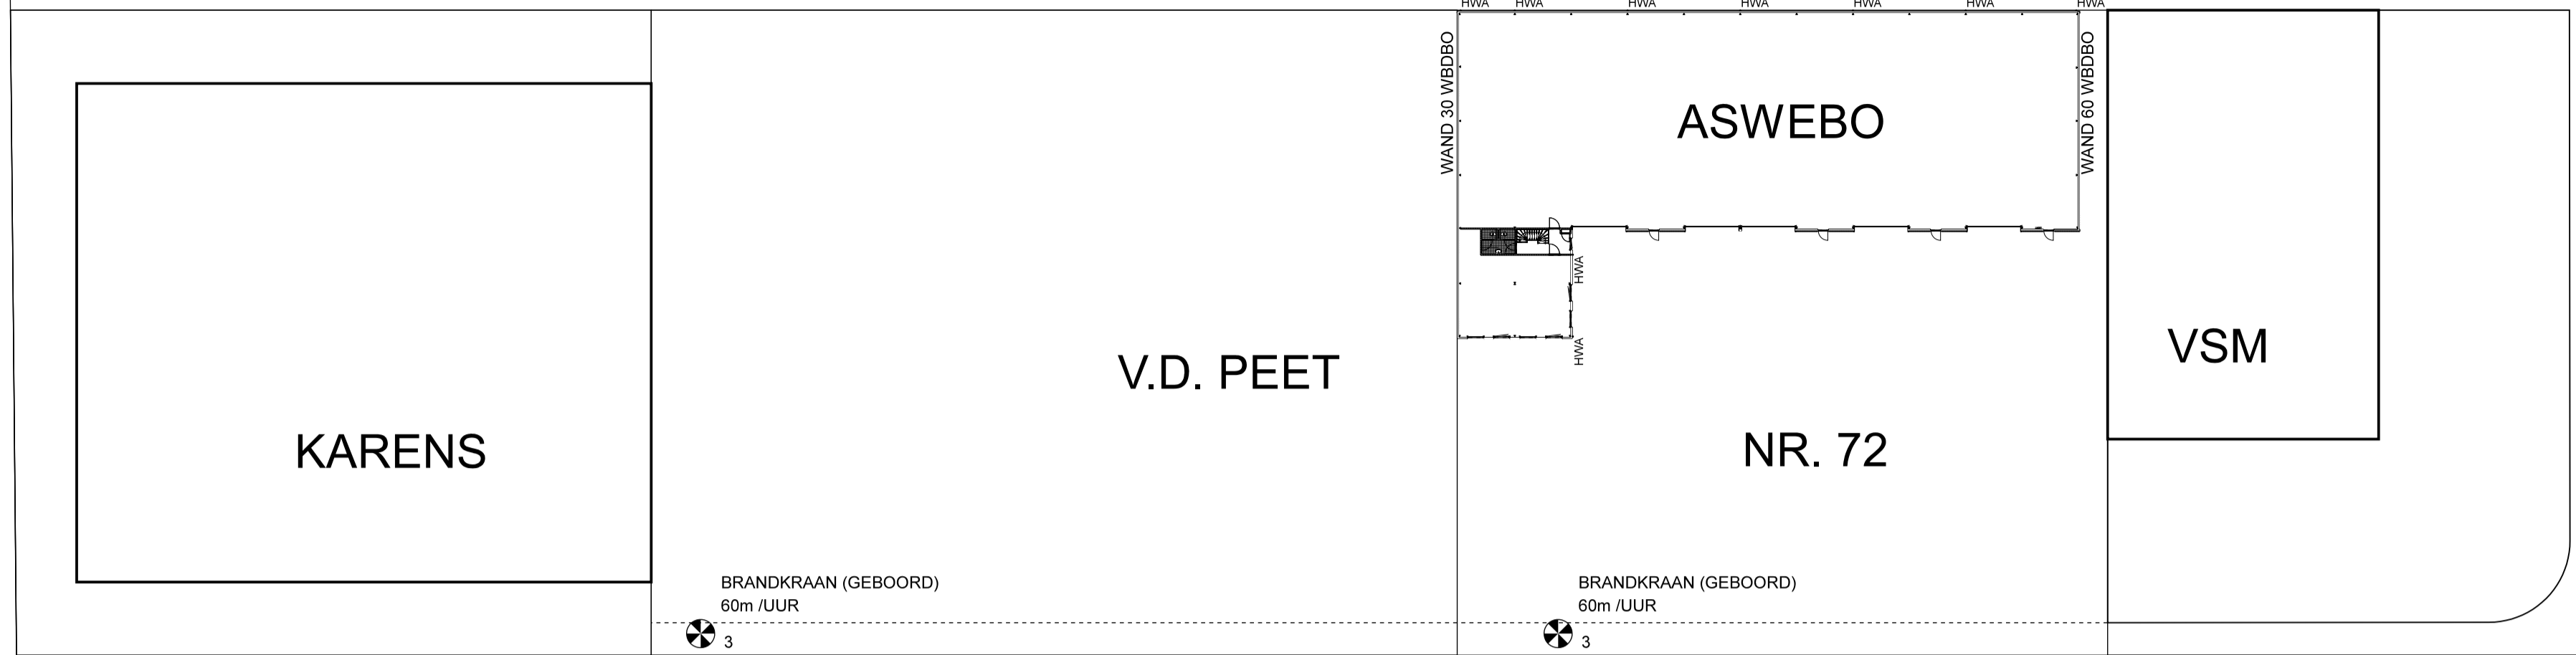 HWA HWA HWA HWA HWA HWA HWA
WAND 30 WBDBO
ASWEBO
WAND 60 WBDBO
HWA
HWA
VSM
V.D. PEET
KARENS
NR. 72
BRANDKRAAN (GEBOORD)
60m /UUR
3
BRANDKRAAN (GEBOORD)
60m /UUR
3